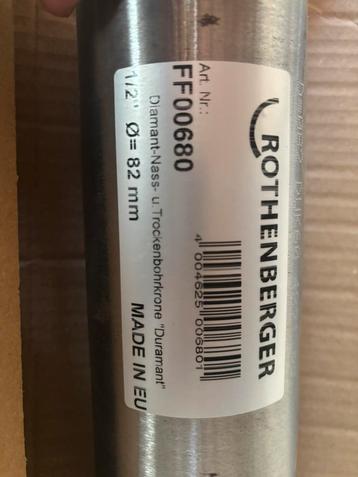 ROTHENBERGER
4 004625 006801
Art. Nr.:
FF00680
Diamant-Nass- u. Trockenbohrkrone "Duramant"
1/2" Ø= 82 mm
MADE IN EU